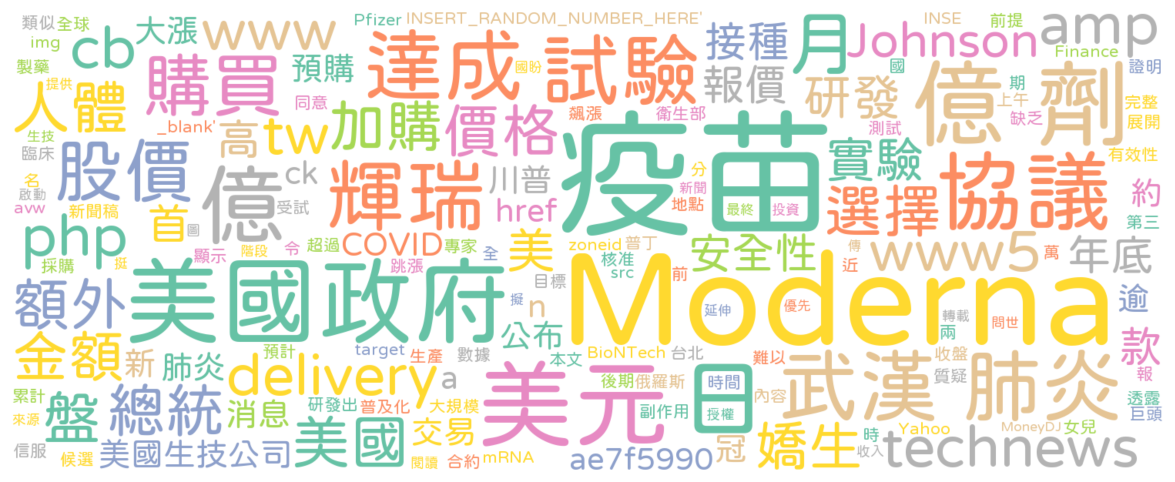 類似 全球 大漲 www Pfizer INSERT_RANDOM_NUMBER_HERE' 接種 月 INSE 前提 amp
img cb 預購 達成 試驗 報價 Johnson Finance 證明
製藥 提供 購買 同意 國盼 飆漲 衛生部 研發 億 劑 國 期 上午 缺乏 完整 展開
人體 _blank' tw 加購 價格 疫苗 測試 實驗 有效性
生技 臨床 股價 高 億 ck 輝瑞 川普 分 新聞 地點 最終 投資 選擇 協議 約
名 啟動 avw 新聞稿 首 受試 href 第三
php 圖 顯示 令 超過 COVID 專家 美 zoneid 普丁 安全性 www5 傳 近 萬 年底
採購 挺 階段 跳漲 全 核准 src 前
額外 美國政府 擬 n 目標 Moderna 延伸 優先 轉載 逾
金額 新 肺炎 預計 target 生產 數據 公布 本文 BioNTech 台北 難以 日 時間 問世 兩 收盤 質疑 武漢 肺炎 款 報
累計 來源 盤 總統 消息 delivery a 研發出 普及化 大規模 美元 後期 俄羅斯 副作用 授權 內容 透露 巨頭
信服 候選 美國生技公司 美國 交易 閱讀 合約 mRNA ae7f5990 冠 嬌生 時 收入 Yahoo technews MoneyDJ 女兒